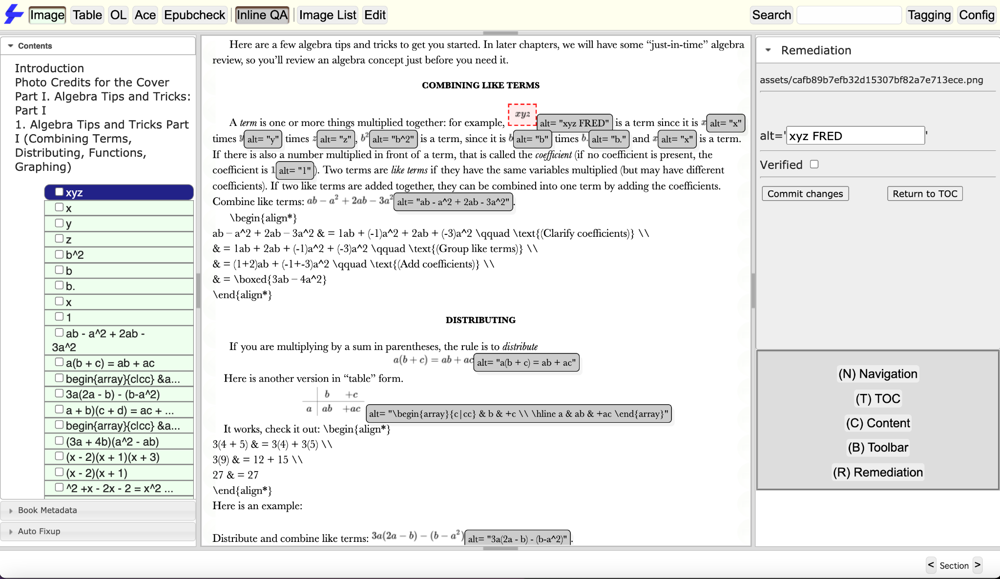 Image Table OL Ace Epubcheck Inline QA Image List Edit Search Tagging Config
Contents
Introduction
Photo Credits for the Cover
Part I. Algebra Tips and Tricks:
Part I
1. Algebra Tips and Tricks Part
I (Combining Terms,
Distributing, Functions,
Graphing)
xyz
x
y
z
b^2
b
b.
x
1
ab - a^2 + 2ab -
3a^2
a(b + c) = ab + ac
begin{array}{c|cc} &a...
3a(2a - b) - (b-a^2)
a + b)(c + d) = ac + ...
begin{array}{c|cc} &a...
(3a + 4b)(a^2 - ab)
(x - 2)(x + 1)(x + 3)
(x - 2)(x + 1)
^2 +x - 2x - 2 = x^2 ...
Book Metadata
Auto Fixup
Here are a few algebra tips and tricks to get you started. In later chapters, we will have some “just-in-time” algebra
review, so you’ll review an algebra concept just before you need it.
COMBINING LIKE TERMS
A term is one or more things multiplied together: for example, xyz alt= "xyz FRED" is a term since it is x alt= "x"
times y alt= "y" times z alt= "z" , b² alt= "b^2" is a term, since it is b alt= "b" times b. alt= "b." and x alt= "x" is a term.
If there is also a number multiplied in front of a term, that is called the coefficient (if no coefficient is present, the
coefficient is 1 alt= "1" ). Two terms are like terms if they have the same variables multiplied (but may have different
coefficients). If two like terms are added together, they can be combined into one term by adding the coefficients.
Combine like terms: ab − a² + 2ab − 3a² alt= "ab - a^2 + 2ab - 3a^2" .
\begin{align*}
ab – a^2 + 2ab – 3a^2 & = 1ab + (-1)a^2 + 2ab + (-3)a^2 \qquad \text{(Clarify coefficients)} \\
& = 1ab + 2ab + (-1)a^2 + (-3)a^2 \qquad \text{(Group like terms)} \\
& = (1+2)ab + (-1+-3)a^2 \qquad \text{(Add coefficients)} \\
& = \boxed{3ab – 4a^2}
\end{align*}
DISTRIBUTING
If you are multiplying by a sum in parentheses, the rule is to distribute
a(b + c) = ab + ac alt= "a(b + c) = ab + ac"
Here is another version in “table” form.
b +c
a ab +ac alt= "\begin{array}{c|cc} & b & +c \\ \hline a & ab & +ac \end{array}"
It works, check it out: \begin{align*}
3(4 + 5) & = 3(4) + 3(5) \\
3(9) & = 12 + 15 \\
27 & = 27
\end{align*}
Here is an example:
Distribute and combine like terms: 3a(2a − b) − (b − a²) alt= "3a(2a - b) - (b-a^2)" .
Remediation
assets/cafb89b7efb32d15307bf82a7e713ece.png
alt=' xyz FRED '
Verified
Commit changes Return to TOC
(N) Navigation
(T) TOC
(C) Content
(B) Toolbar
(R) Remediation
< Section >